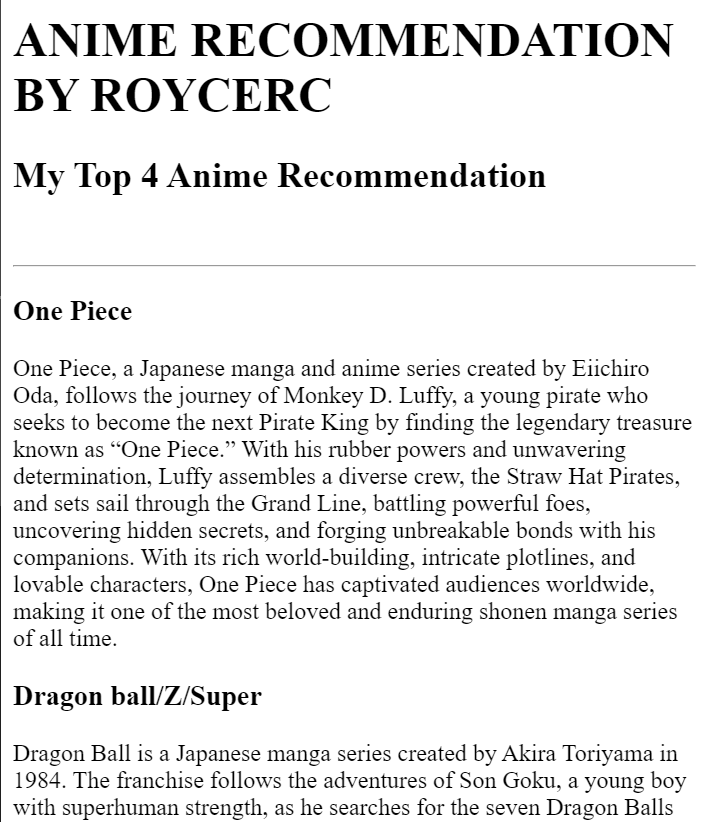 ANIME RECOMMENDATION
BY ROYCERC
My Top 4 Anime Recommendation
One Piece
One Piece, a Japanese manga and anime series created by Eiichiro
Oda, follows the journey of Monkey D. Luffy, a young pirate who
seeks to become the next Pirate King by finding the legendary treasure
known as “One Piece.” With his rubber powers and unwavering
determination, Luffy assembles a diverse crew, the Straw Hat Pirates,
and sets sail through the Grand Line, battling powerful foes,
uncovering hidden secrets, and forging unbreakable bonds with his
companions. With its rich world-building, intricate plotlines, and
lovable characters, One Piece has captivated audiences worldwide,
making it one of the most beloved and enduring shonen manga series
of all time.
Dragon ball/Z/Super
Dragon Ball is a Japanese manga series created by Akira Toriyama in
1984. The franchise follows the adventures of Son Goku, a young boy
with superhuman strength, as he searches for the seven Dragon Balls